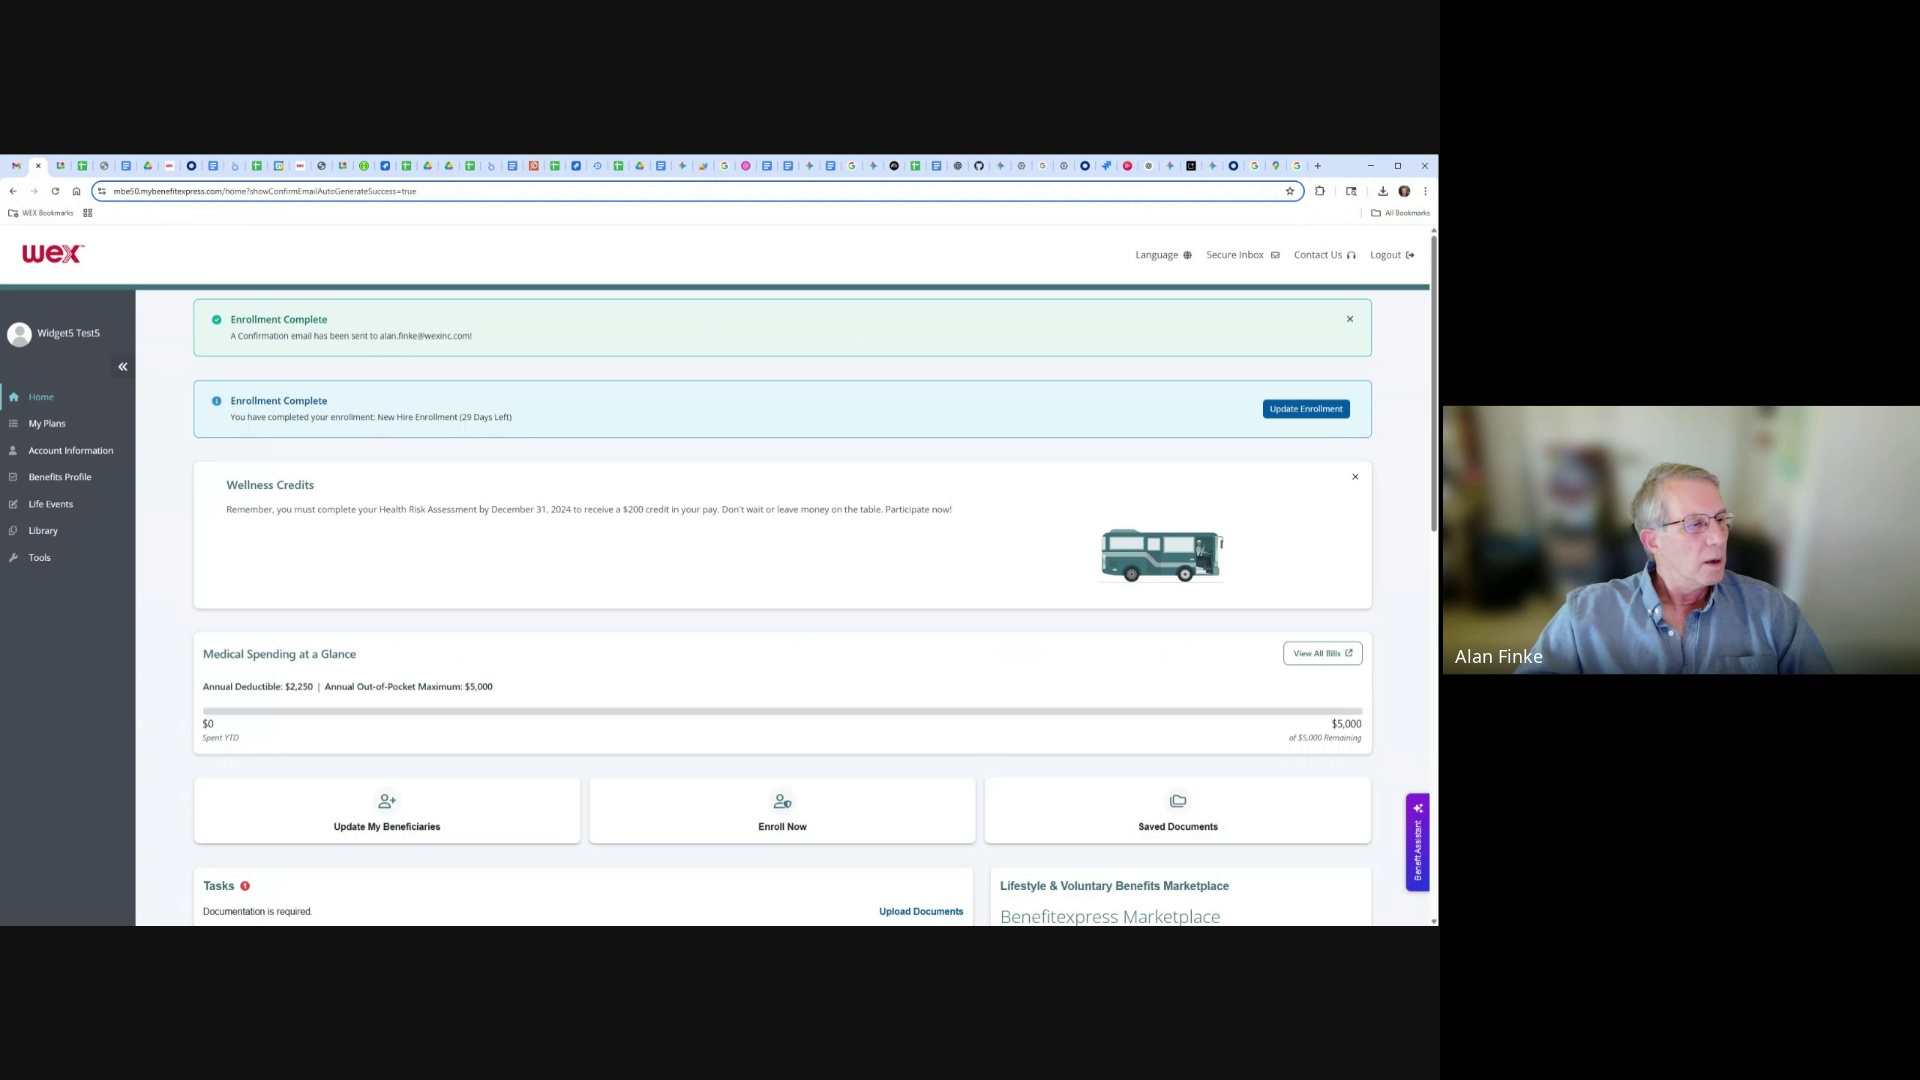 mbe50.mybenefitexpress.com/home?showConfirmEmailAutoGenerateSuccess=true
WEX Bookmarks
All Bookmarks
wex
Language
Secure Inbox
Contact Us
Logout
Widget5 Test5
Home
My Plans
Account Information
Benefits Profile
Life Events
Library
Tools
Enrollment Complete
A Confirmation email has been sent to alan.finke@wexinc.com!
Enrollment Complete
You have completed your enrollment: New Hire Enrollment (29 Days Left)
Update Enrollment
Wellness Credits
Remember, you must complete your Health Risk Assessment by December 31, 2024 to receive a $200 credit in your pay. Don't wait or leave money on the table. Participate now!
Medical Spending at a Glance
View All Bills
Annual Deductible: $2,250 | Annual Out-of-Pocket Maximum: $5,000
$0
$5,000
Spent YTD
of $5,000 Remaining
Update My Beneficiaries
Enroll Now
Saved Documents
Benefit Assistant
Tasks
Lifestyle & Voluntary Benefits Marketplace
Documentation is required.
Upload Documents
Benefitexpress Marketplace
Alan Finke